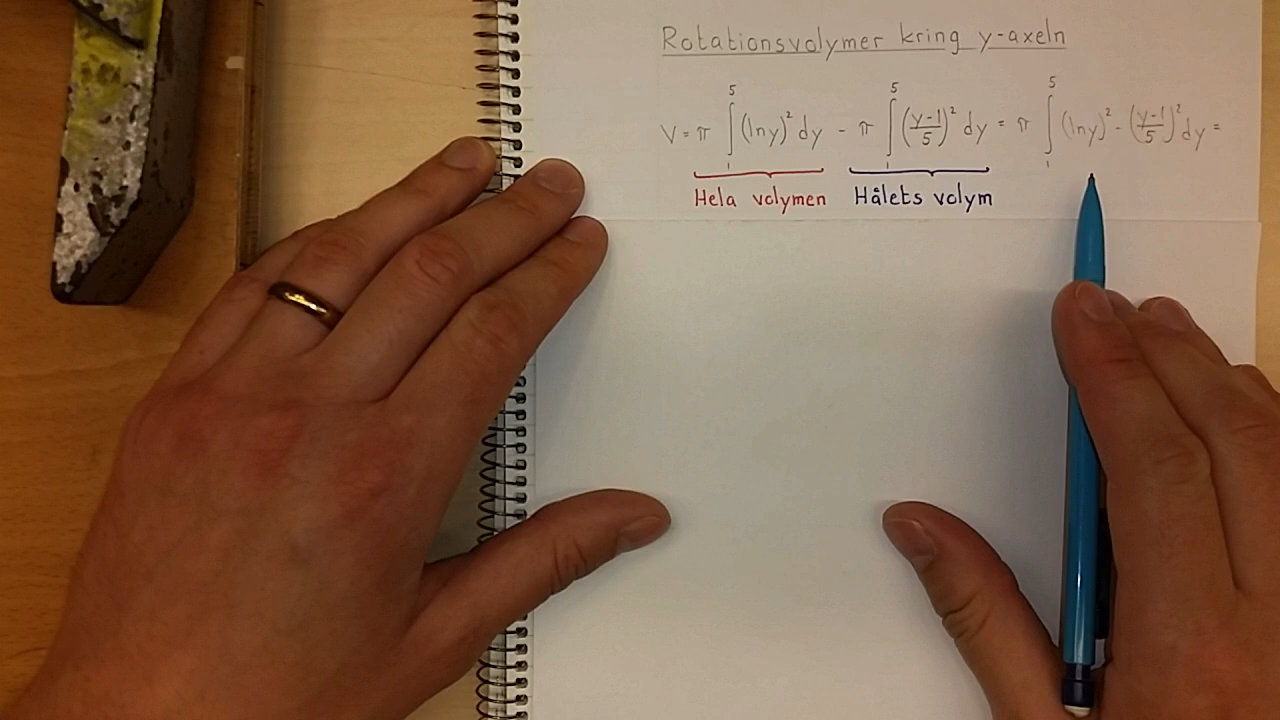 Rotationsvolymer kring y-axeln
V = π ∫₁⁵ (ln y)² dy - π ∫₁⁵ (y-1/5)² dy = π ∫₁⁵ (ln y)² - (y-1/5)² dy =
Hela volymen Hålets volym